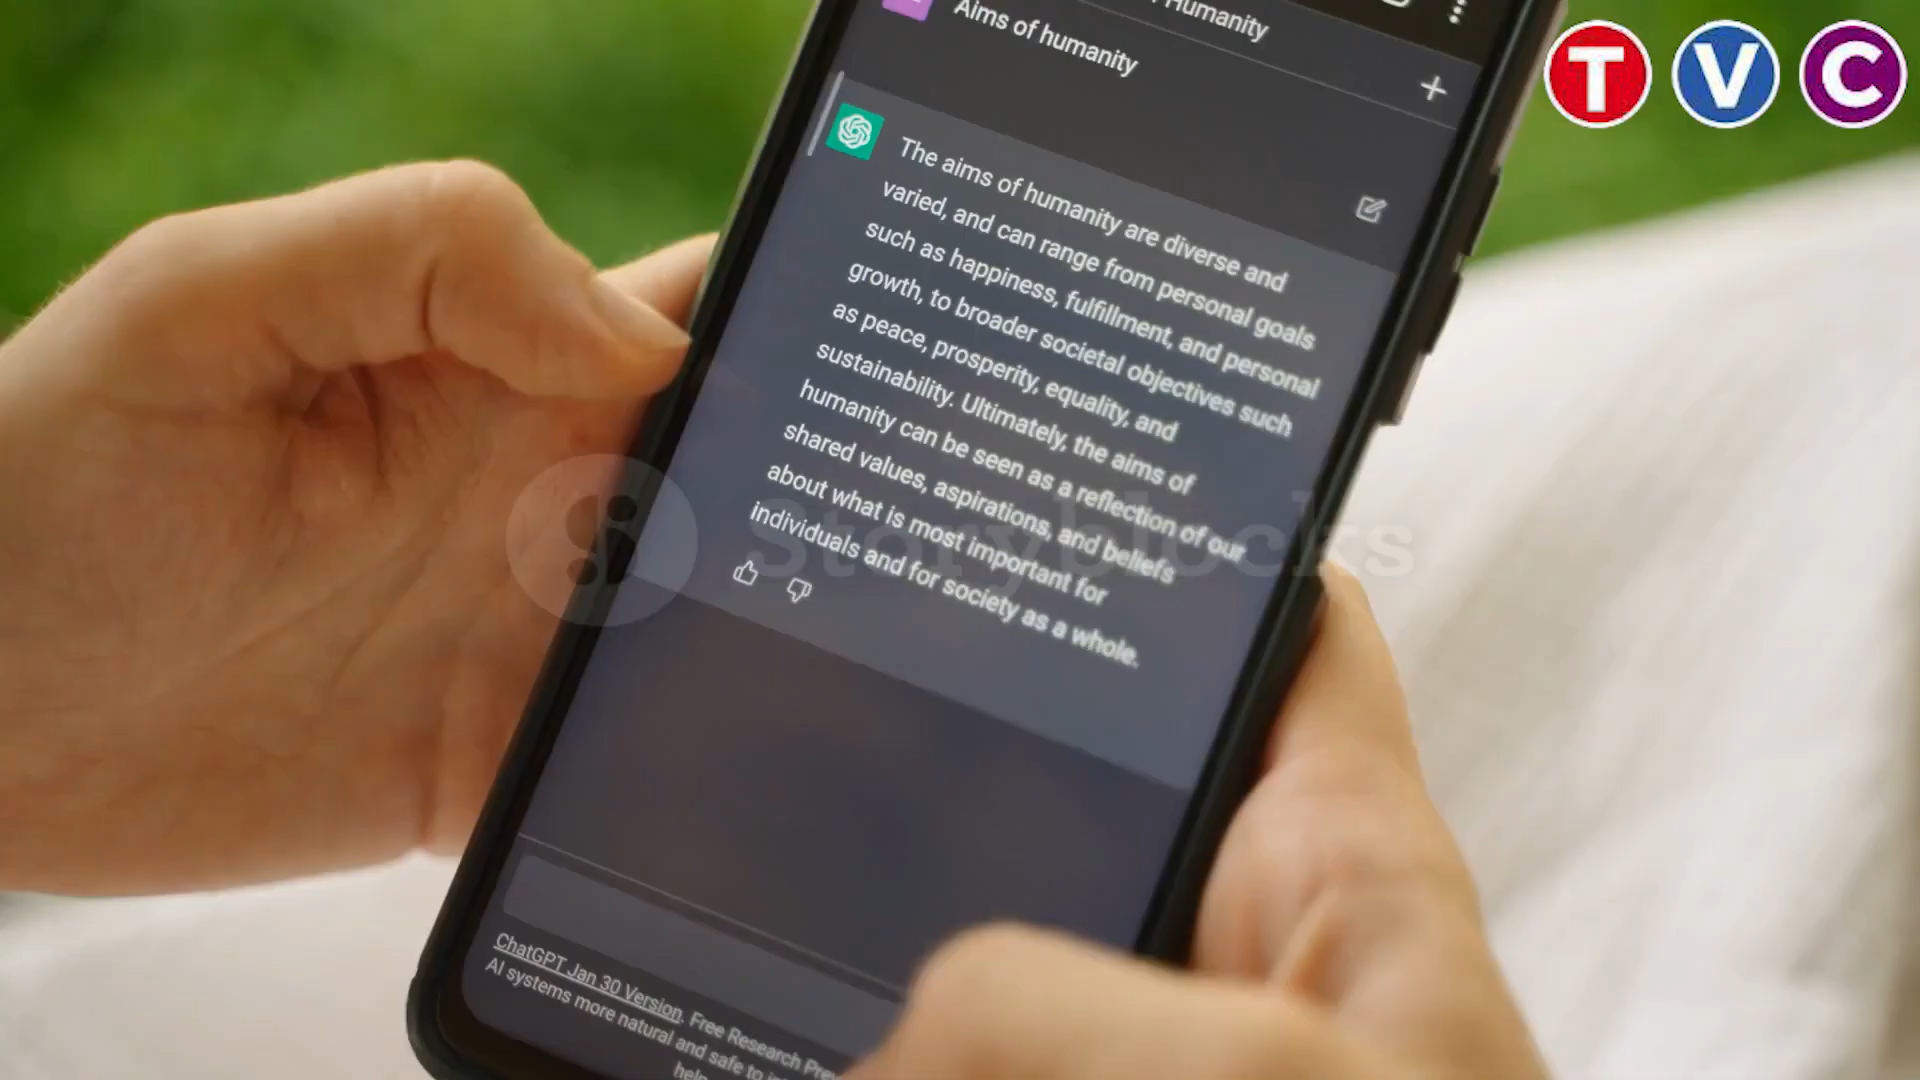 Humanity
Aims of humanity
T V C
The aims of humanity are diverse and
varied, and can range from personal goals
such as happiness, fulfillment, and personal
growth, to broader societal objectives such
as peace, prosperity, equality, and
sustainability. Ultimately, the aims of
humanity can be seen as a reflection of our
shared values, aspirations, and beliefs
about what is most important for
individuals and for society as a whole.
Storyblocks
ChatGPT Jan 30 Version. Free Research
AI systems more natural and safe to